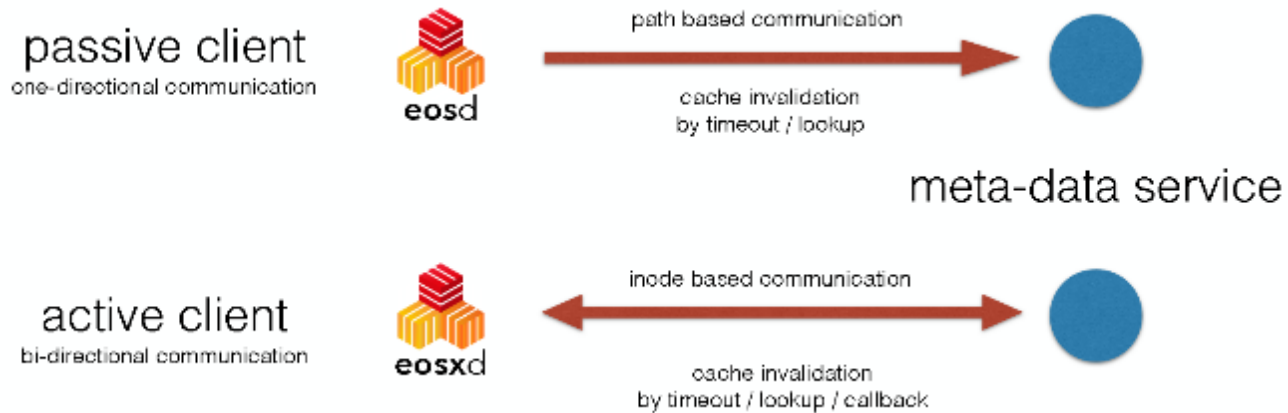 passive client
one-directional communication
eosd
path based communication
cache invalidation
by timeout / lookup
meta-data service
active client
bi-directional communication
eosxd
inode based communication
cache invalidation
by timeout / lookup / callback